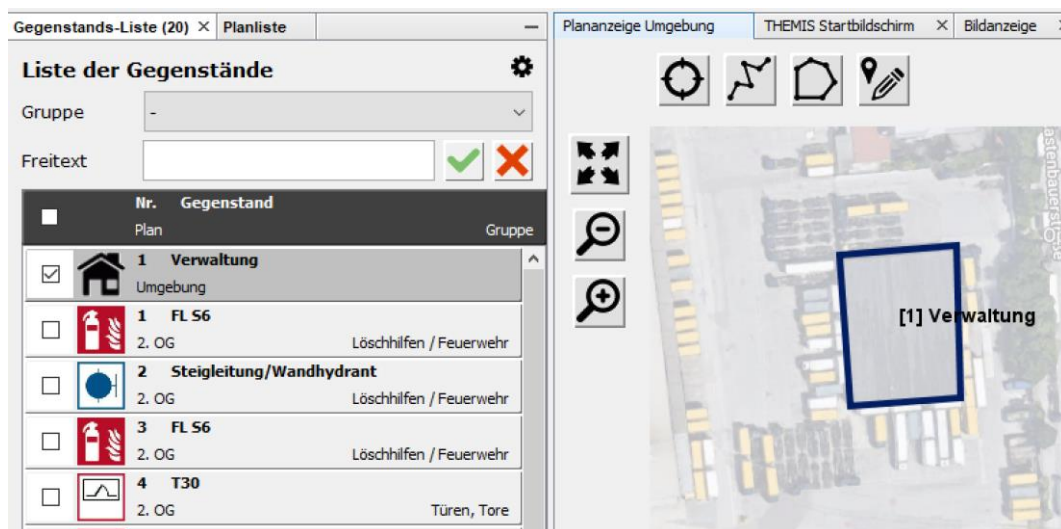 Gegenstands-Liste (20) Planliste
Liste der Gegenstände
Gruppe -
Freitext
Nr. Gegenstand
Plan Gruppe
1 Verwaltung
Umgebung
1 FL S6
2. OG Löschhilfen / Feuerwehr
2 Steigleitung/Wandhydrant
2. OG Löschhilfen / Feuerwehr
3 FL S6
2. OG Löschhilfen / Feuerwehr
4 T30
2. OG Türen, Tore
Plananzeige Umgebung THEMIS Startbildschirm Bildanzeige
[1] Verwaltung